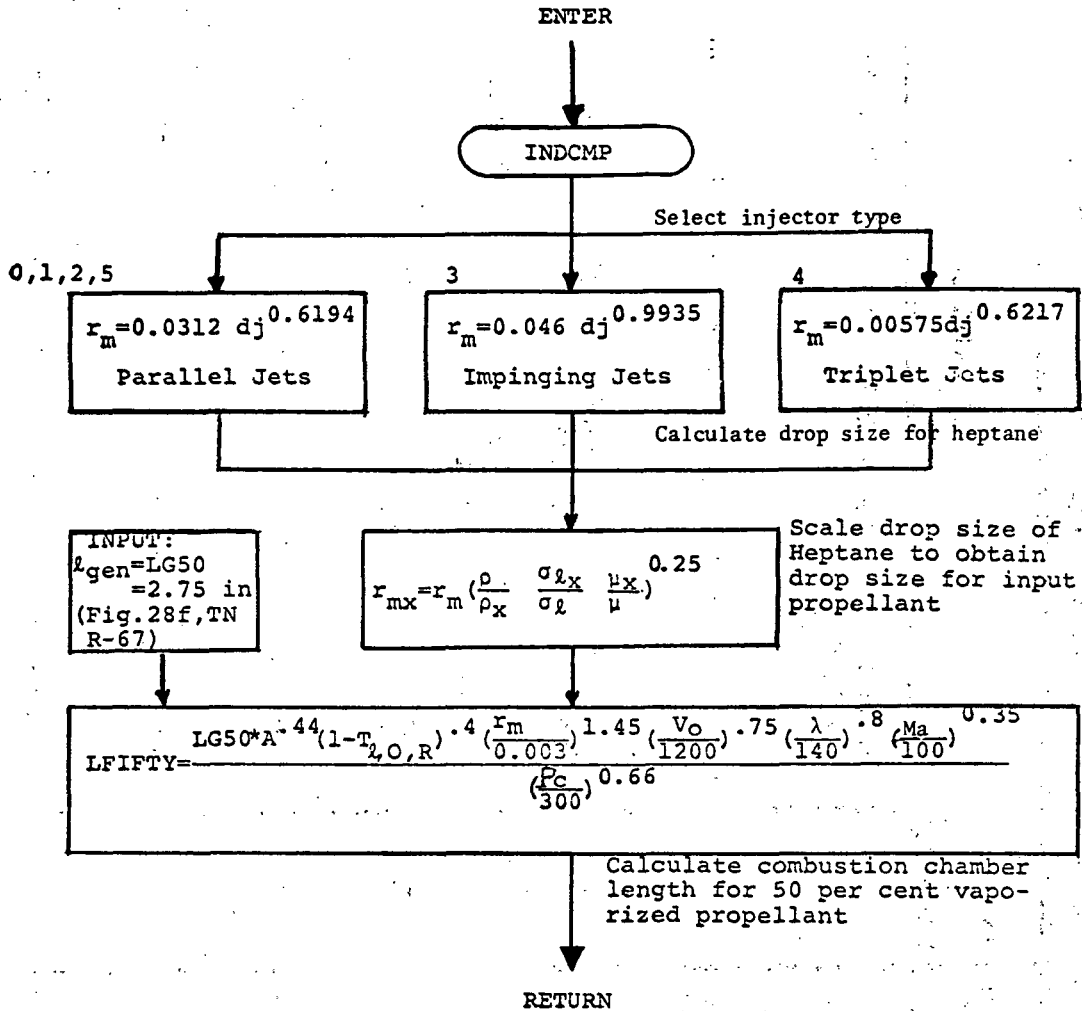 ENTER
INDCMP
Select injector type
0,1,2,5
3
4
r_m=0.0312 dj^0.6194
Parallel Jets
r_m=0.046 dj^0.9935
Impinging Jets
r_m=0.00575dj^0.6217
Triplet Jets
Calculate drop size for heptane
INPUT:
ℓgen=LG50
=2.75 in
(Fig.28f,TN
R-67)
r_mx=r_m(ρ/ρ_x σ_ℓx/σ_ℓ μ_x/μ)^0.25
Scale drop size of
Heptane to obtain
drop size for input
propellant
LFIFTY=LG50*A^.44(1-T_ℓ,O,R)^.4(r_m/0.003)^1.45(V_O/1200)^.75(λ/140)^.8(Ma/100)^0.35/(Pc/300)^0.66
Calculate combustion chamber
length for 50 per cent vapo-
rized propellant
RETURN